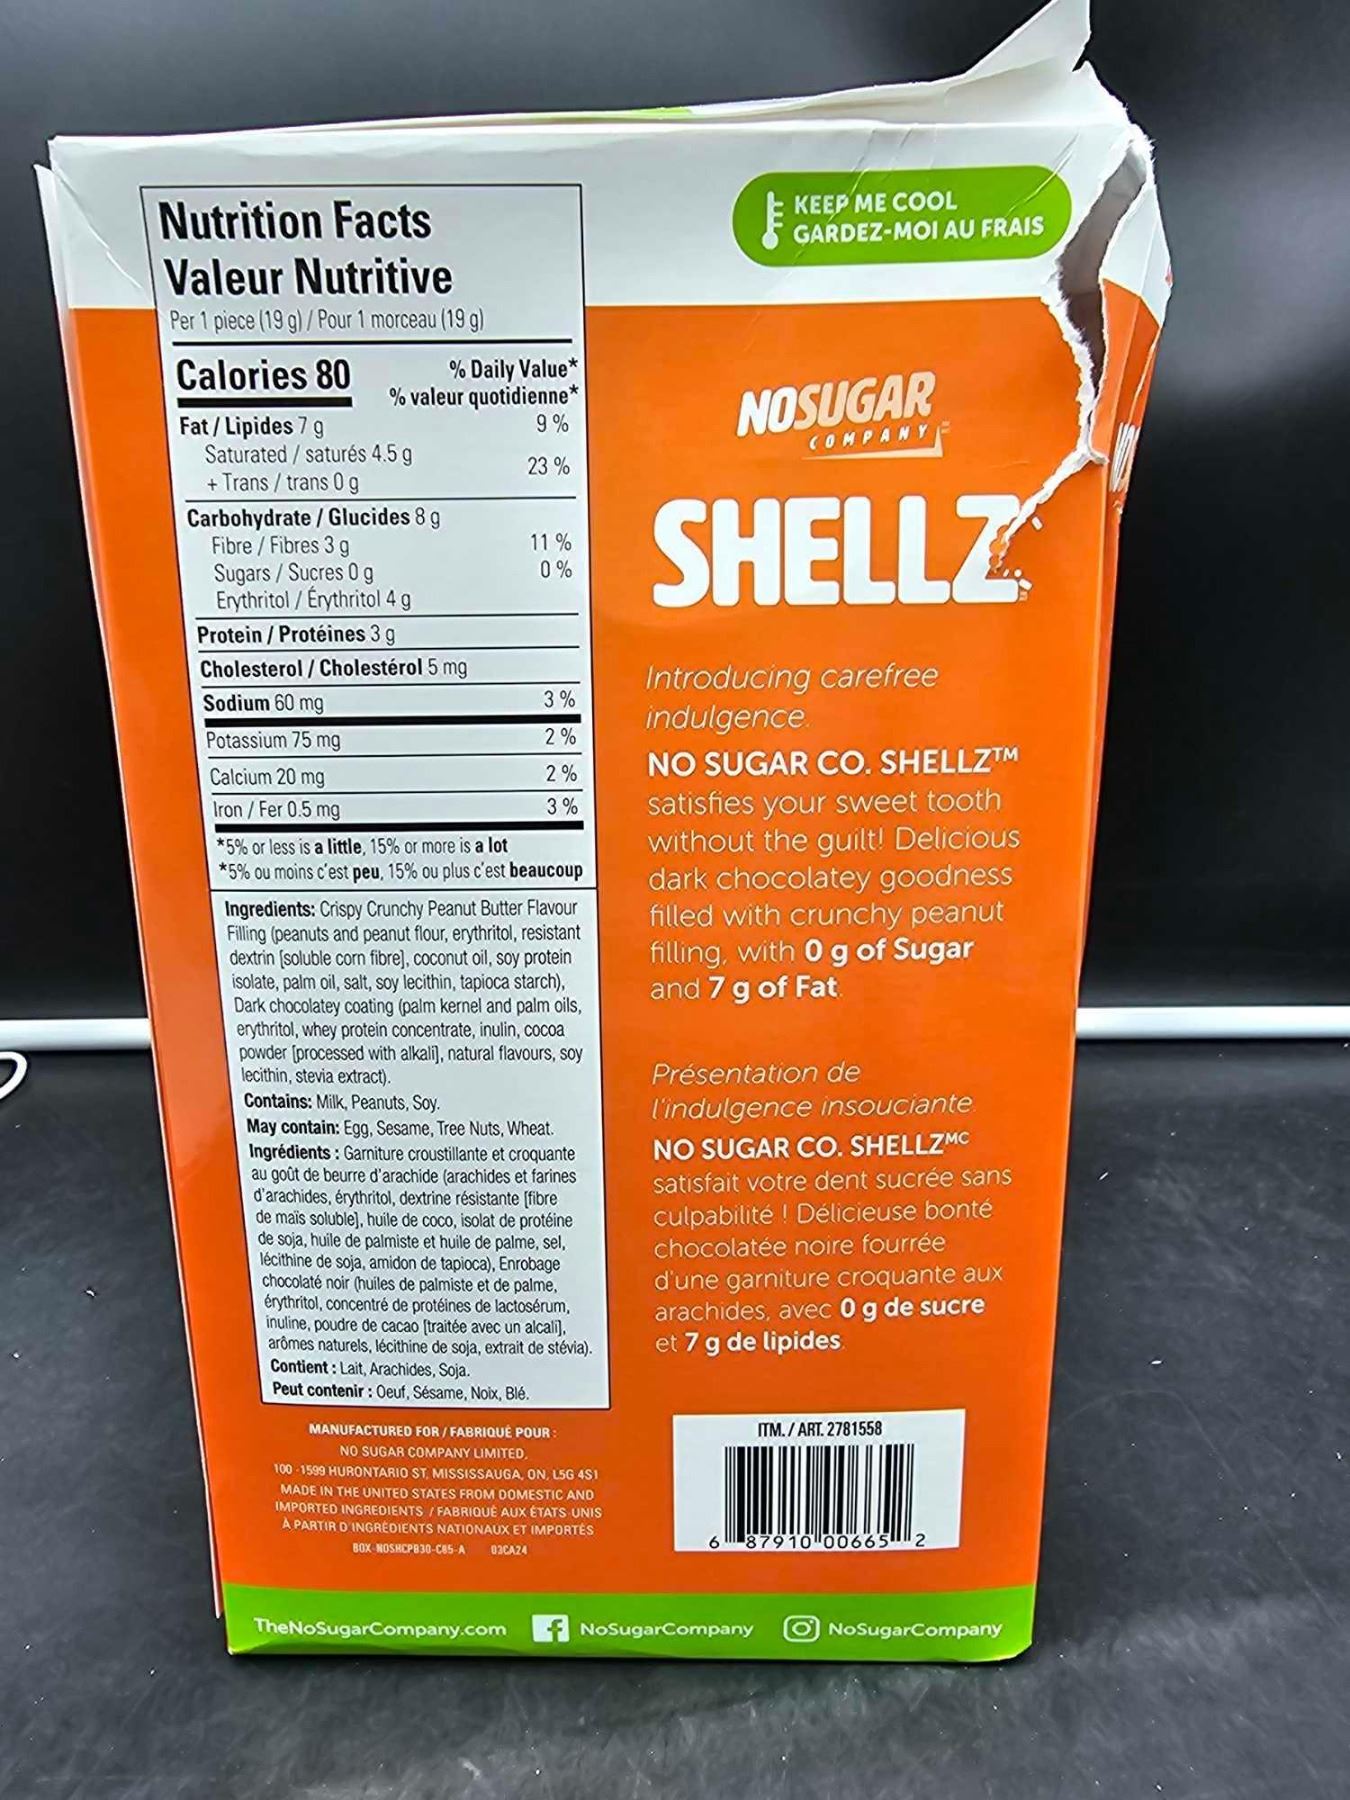 Nutrition Facts
Valeur Nutritive
Per 1 piece (19 g) / Pour 1 morceau (19 g)
Calories 80
% Daily Value*
% valeur quotidienne*
Fat / Lipides 7 g 9 %
Saturated / saturés 4.5 g
+ Trans / trans 0 g 23 %
Carbohydrate / Glucides 8 g
Fibre / Fibres 3 g 11 %
Sugars / Sucres 0 g 0 %
Erythritol / Érythritol 4 g
Protein / Protéines 3 g
Cholesterol / Cholestérol 5 mg
Sodium 60 mg 3 %
Potassium 75 mg 2 %
Calcium 20 mg 2 %
Iron / Fer 0.5 mg 3 %
*5% or less is a little, 15% or more is a lot
*5% ou moins c'est peu, 15% ou plus c'est beaucoup
Ingredients: Crispy Crunchy Peanut Butter Flavour
Filling (peanuts and peanut flour, erythritol, resistant
dextrin [soluble corn fibre], coconut oil, soy protein
isolate, palm oil, salt, soy lecithin, tapioca starch),
Dark chocolatey coating (palm kernel and palm oils,
erythritol, whey protein concentrate, inulin, cocoa
powder [processed with alkali], natural flavours, soy
lecithin, stevia extract).
Contains: Milk, Peanuts, Soy.
May contain: Egg, Sesame, Tree Nuts, Wheat.
Ingrédients : Garniture croustillante et croquante
au goût de beurre d'arachide (arachides et farines
d'arachides, érythritol, dextrine résistante [fibre
de maïs soluble], huile de coco, isolat de protéine
de soja, huile de palmiste et huile de palme, sel,
lécithine de soja, amidon de tapioca), Enrobage
chocolaté noir (huiles de palmiste et de palme,
érythritol, concentré de protéines de lactosérum,
inuline, poudre de cacao [traitée avec un alcali],
arômes naturels, lécithine de soja, extrait de stévia).
Contient : Lait, Arachides, Soja.
Peut contenir : Oeuf, Sésame, Noix, Blé.
MANUFACTURED FOR / FABRIQUÉ POUR :
NO SUGAR COMPANY LIMITED,
100 - 1599 HURONTARIO ST, MISSISSAUGA, ON, L5G 4S1
MADE IN THE UNITED STATES FROM DOMESTIC AND
IMPORTED INGREDIENTS / FABRIQUÉ AUX ÉTATS UNIS
À PARTIR D'INGRÉDIENTS NATIONAUX ET IMPORTÉS
BOX-NOSHCPB30-C85-A 03CA24
KEEP ME COOL
GARDEZ-MOI AU FRAIS
NOSUGAR
COMPANY
SHELLZ
Introducing carefree
indulgence.
NO SUGAR CO. SHELLZ™
satisfies your sweet tooth
without the guilt! Delicious
dark chocolatey goodness
filled with crunchy peanut
filling, with 0 g of Sugar
and 7 g of Fat.
Présentation de
l'indulgence insouciante.
NO SUGAR CO. SHELLZMC
satisfait votre dent sucrée sans
culpabilité ! Délicieuse bonté
chocolatée noire fourrée
d'une garniture croquante aux
arachides, avec 0 g de sucre
et 7 g de lipides.
ITM. / ART. 2781558
6 87910 00665 2
TheNoSugarCompany.com NoSugarCompany NoSugarCompany